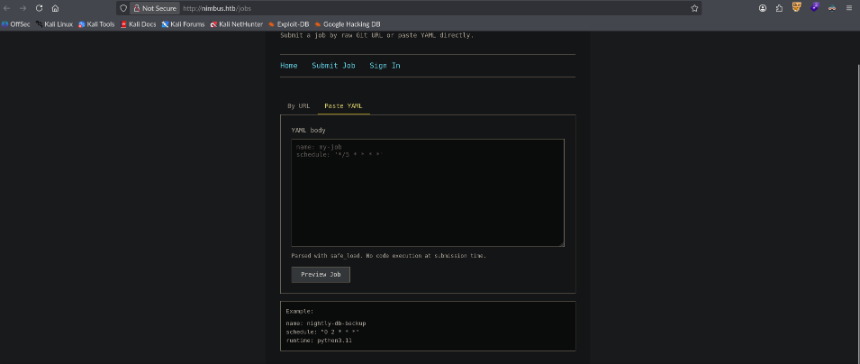 Not Secure http://nimbus.htb/jobs
OffSec Kali Linux Kali Tools Kali Docs Kali Forums Kali NetHunter Exploit-DB Google Hacking DB
Submit a job by raw Git URL or paste YAML directly.
Home Submit Job Sign In
By URL Paste YAML
YAML body
name: my-job
schedule: '*/5 * * * *'
Parsed with safe_load. No code execution at submission time.
Preview Job
Example:
name: nightly-db-backup
schedule: "0 2 * * *"
runtime: python3.11